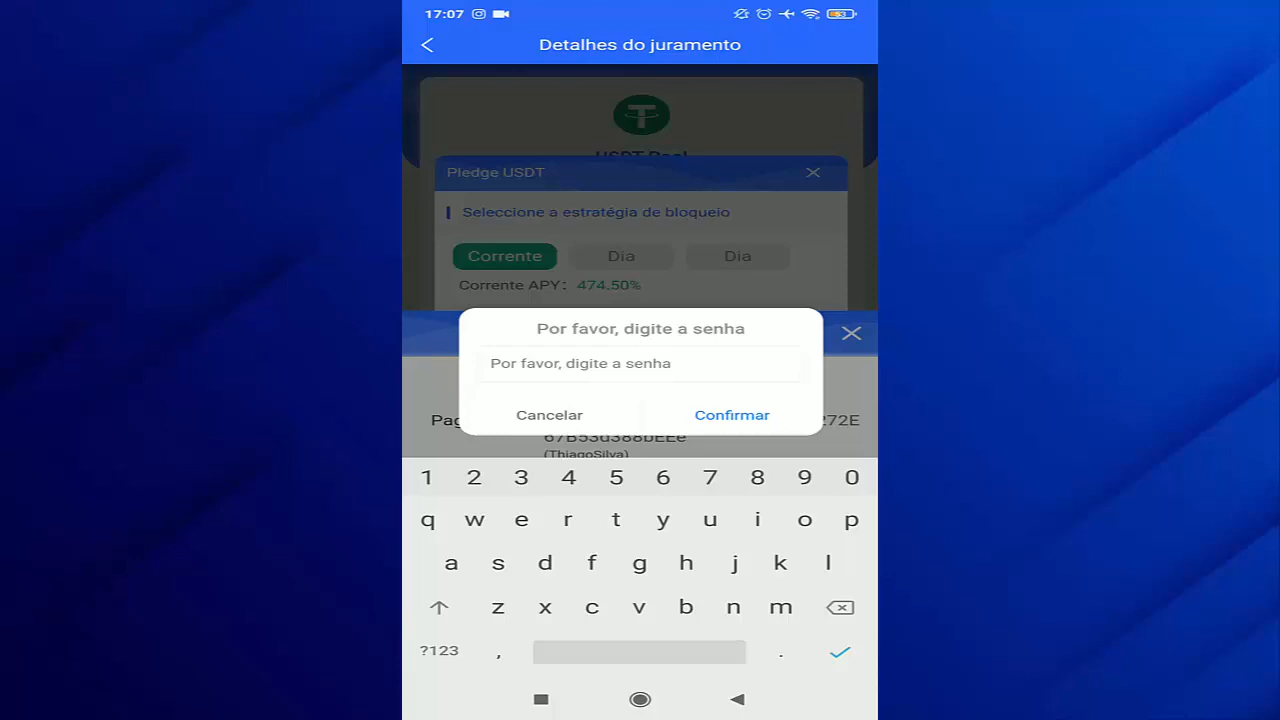 17:07
53
Detalhes do juramento
USDT Pool
Pledge USDT
Seleccione a estratégia de bloqueio
Corrente Dia Dia
Corrente APY: 474.50%
Por favor, digite a senha
Por favor, digite a senha
Cancelar Confirmar
Pag 272E
67B53d388bEEe
(ThiagoSilva)
1 2 3 4 5 6 7 8 9 0
q w e r t y u i o p
a s d f g h j k l
z x c v b n m
?123 , .